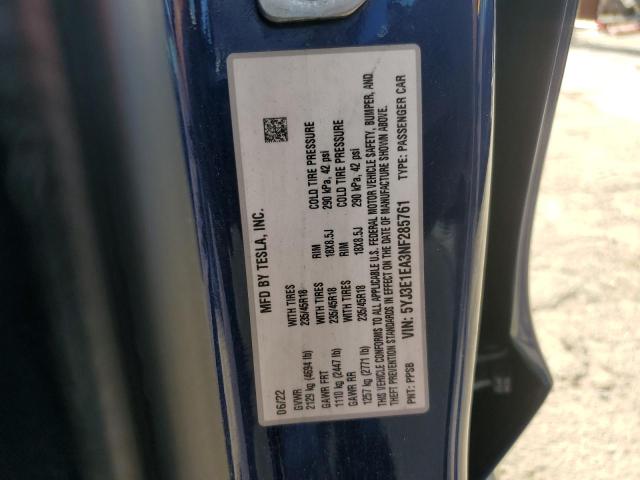 MFD BY TESLA, INC.
06/22
GVWR WITH TIRES RIM COLD TIRE PRESSURE
2129 kg (4694 lb) 235/45R18 18X8.5J 290 kPa, 42 psi
GAWR FRT WITH TIRES RIM COLD TIRE PRESSURE
1110 kg (2447 lb) 235/45R18 18X8.5J 290 kPa, 42 psi
GAWR RR WITH TIRES RIM COLD TIRE PRESSURE
1257 kg (2771 lb) 235/45R18 18X8.5J 290 kPa, 42 psi
THIS VEHICLE CONFORMS TO ALL APPLICABLE U.S. FEDERAL MOTOR VEHICLE SAFETY, BUMPER, AND
THEFT PREVENTION STANDARDS IN EFFECT ON THE DATE OF MANUFACTURE SHOWN ABOVE.
VIN: 5YJ3E1EA3NF285761
PNT: PPSB TYPE: PASSENGER CAR